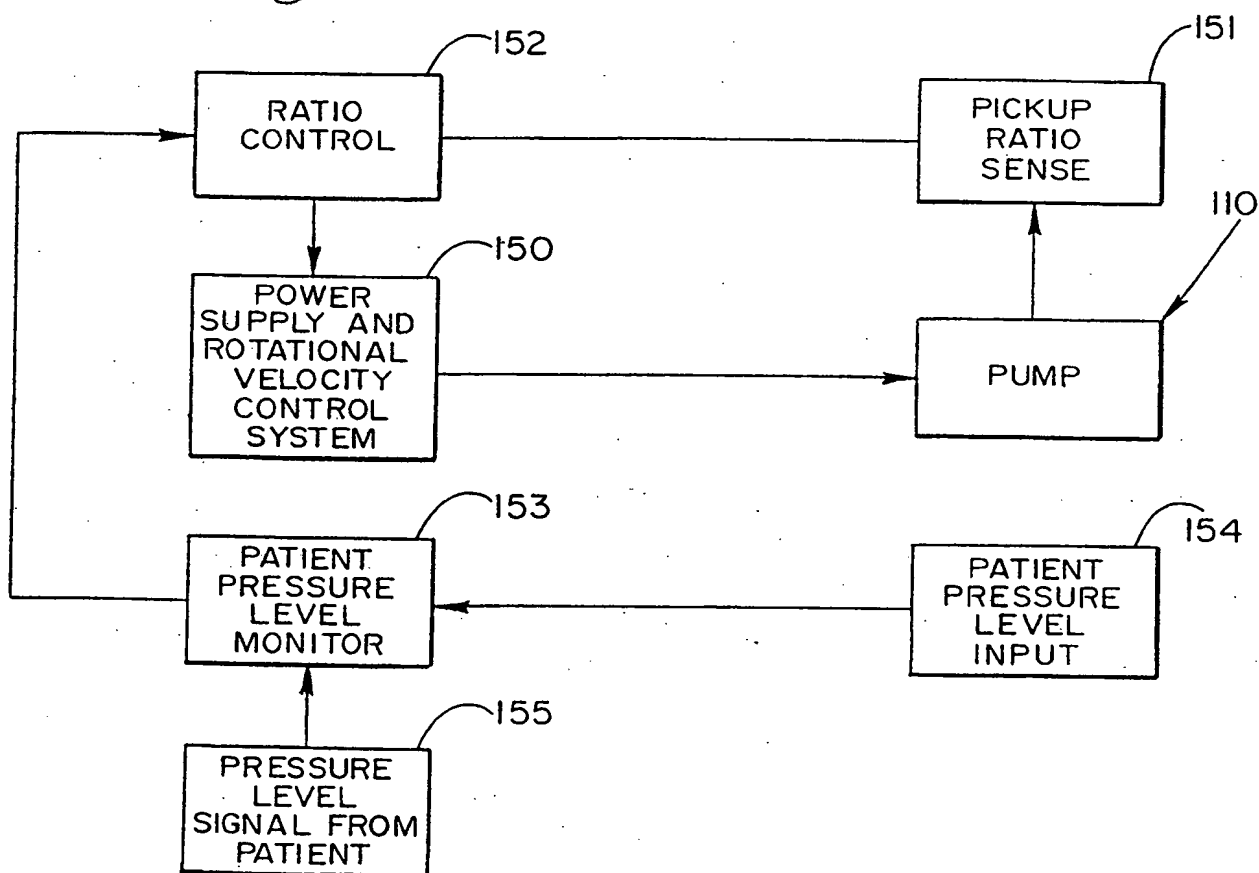 152
RATIO
CONTROL
151
PICKUP
RATIO
SENSE
110
150
POWER
SUPPLY AND
ROTATIONAL
VELOCITY
CONTROL
SYSTEM
PUMP
153
PATIENT
PRESSURE
LEVEL
MONITOR
154
PATIENT
PRESSURE
LEVEL
INPUT
155
PRESSURE
LEVEL
SIGNAL FROM
PATIENT